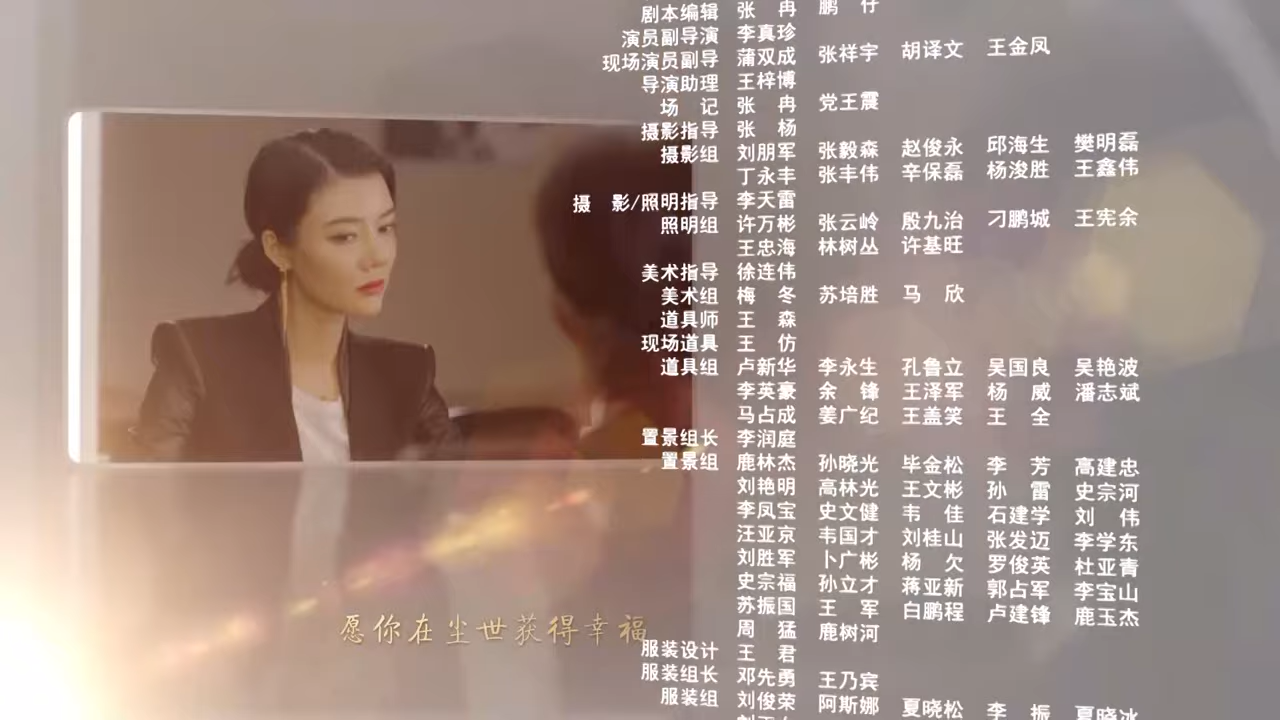 剧本编辑 张冉 鹏仔
演员副导演 李真珍
现场演员副导 蒲双成 张祥宇 胡译文 王金凤
导演助理 王梓博
场记 张冉 党王震
摄影指导 张杨
摄影组 刘朋军 张毅森 赵俊永 邱海生 樊明磊
丁永丰 张丰伟 辛保磊 杨浚胜 王鑫伟
摄影/照明指导 李天雷
照明组 许万彬 张云岭 殷九治 刁鹏城 王宪余
王忠海 林树丛 许基旺
美术指导 徐连伟
美术组 梅冬 苏培胜 马欣
道具师 王森
现场道具 王仿
道具组 卢新华 李永生 孔鲁立 吴国良 吴艳波
李英豪 余锋 王泽军 杨威 潘志斌
马占成 姜广纪 王盖笑 王全
置景组长 李润庭
置景组 鹿林杰 孙晓光 毕金松 李芳 高建忠
刘艳明 高林光 王文彬 孙雷 史宗河
李凤宝 史文健 韦佳 石建学 刘伟
汪亚京 韦国才 刘桂山 张发迈 李学东
刘胜军 卜广彬 杨欠 罗俊英 杜亚青
史宗福 孙立才 蒋亚新 郭占军 李宝山
苏振国 王军 白鹏程 卢建锋 鹿玉杰
周猛 鹿树河
愿你在尘世获得幸福
服装设计 王君
服装组长 邓先勇 王乃宾
服装组 刘俊荣 阿斯娜 夏晓松 李振 夏晓冰